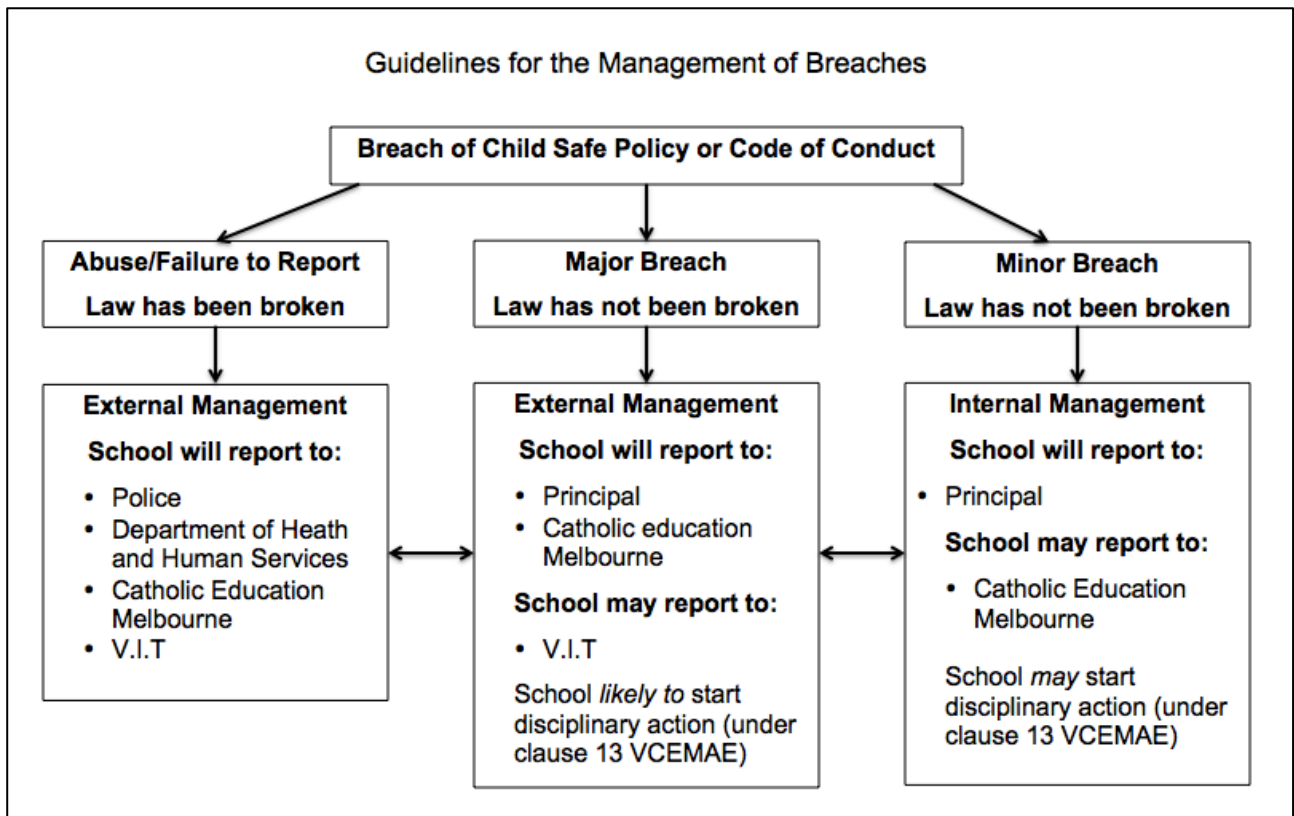 Guidelines for the Management of Breaches
Breach of Child Safe Policy or Code of Conduct
Abuse/Failure to Report
Law has been broken
Major Breach
Law has not been broken
Minor Breach
Law has not been broken
External Management
School will report to:
• Police
• Department of Heath
and Human Services
• Catholic Education
Melbourne
• V.I.T
External Management
School will report to:
• Principal
• Catholic education
Melbourne
School may report to:
• V.I.T
School likely to start
disciplinary action (under
clause 13 VCEMAE)
Internal Management
School will report to:
• Principal
School may report to:
• Catholic Education
Melbourne
School may start
disciplinary action (under
clause 13 VCEMAE)